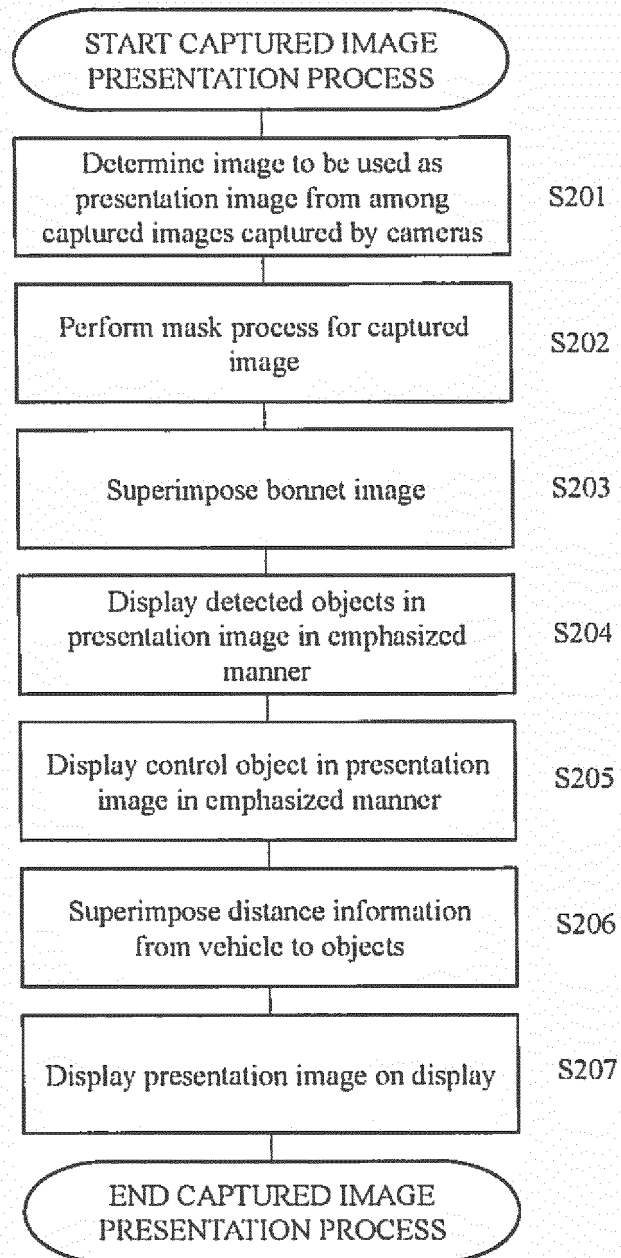 START CAPTURED IMAGE
PRESENTATION PROCESS
Determine image to be used as
presentation image from among
captured images captured by cameras
S201
Perform mask process for captured
image
S202
Superimpose bonnet image
S203
Display detected objects in
presentation image in emphasized
manner
S204
Display control object in presentation
image in emphasized manner
S205
Superimpose distance information
from vehicle to objects
S206
Display presentation image on display
S207
END CAPTURED IMAGE
PRESENTATION PROCESS